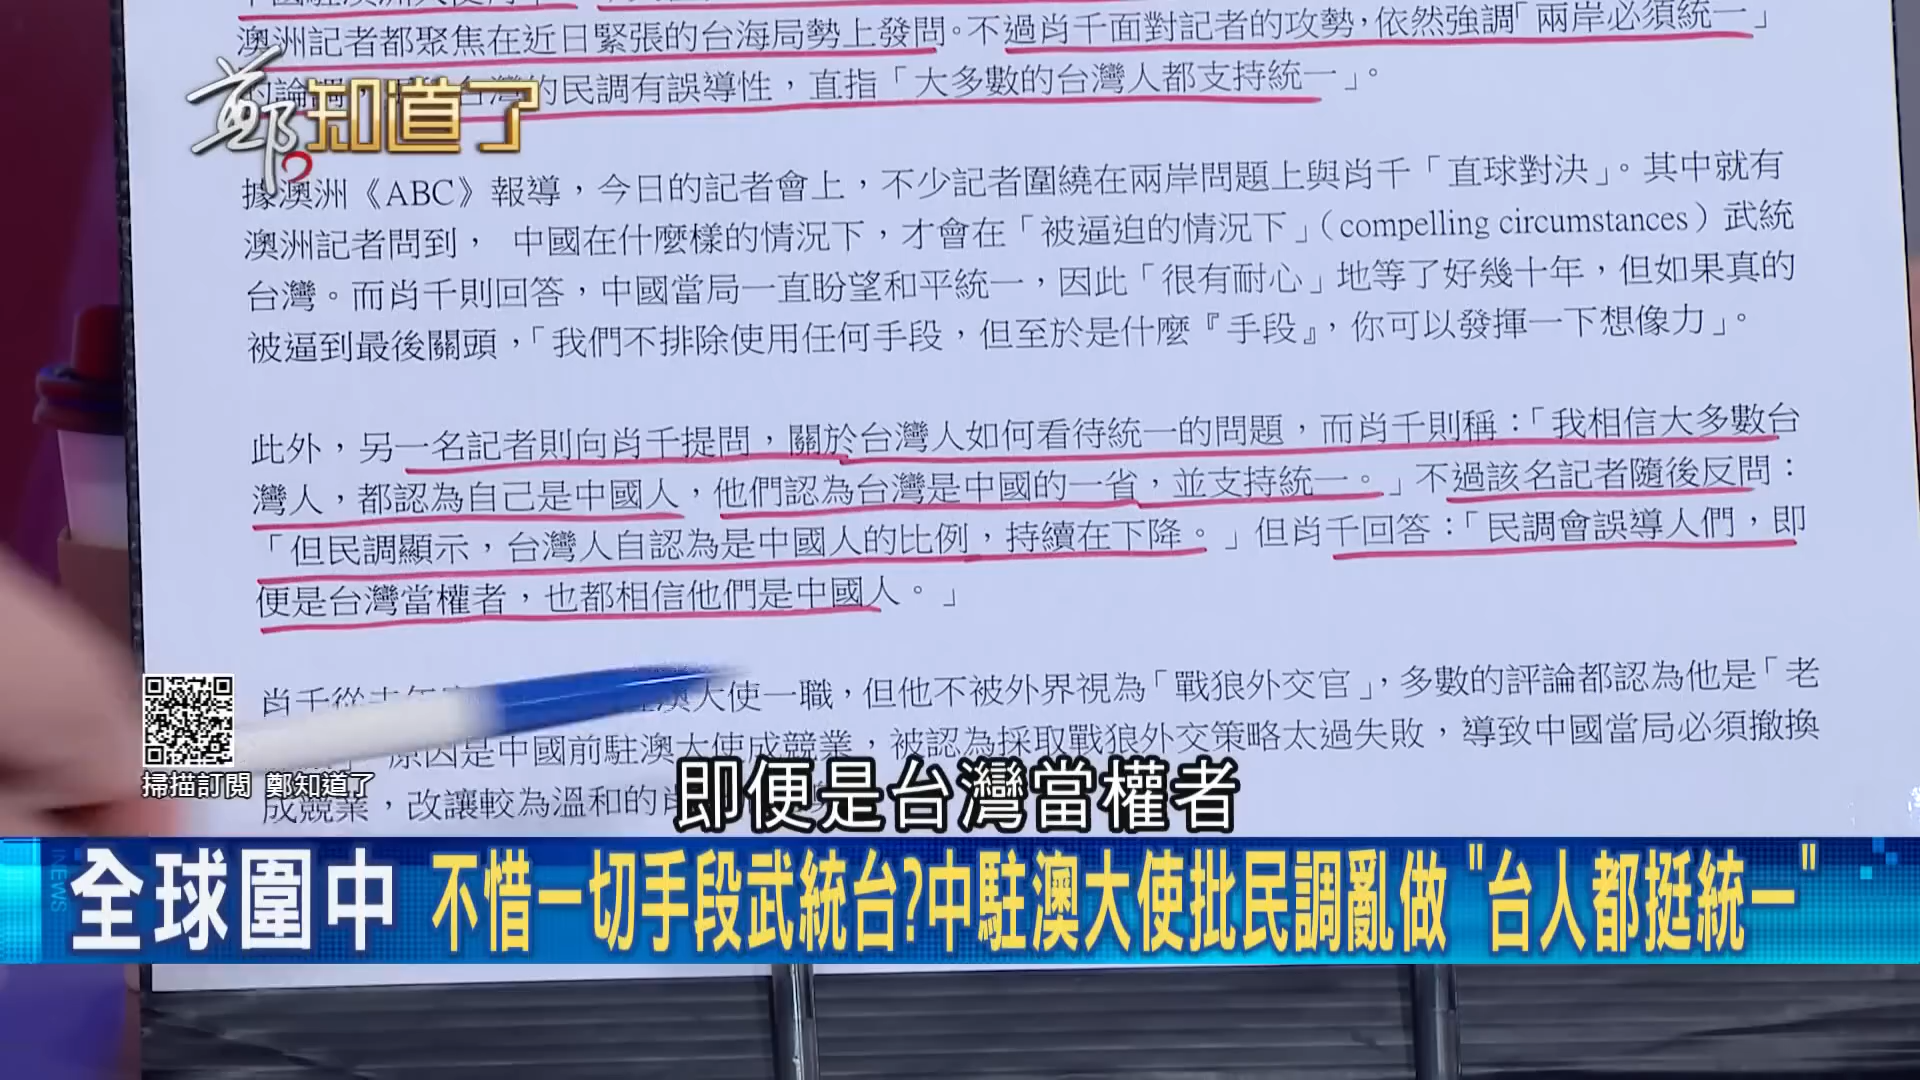 澳洲記者都聚焦在近日緊張的台海局勢上發問。不過肖千面對記者的攻勢，依然強調「兩岸必須統一」
台灣的民調有誤導性，直指「大多數的台灣人都支持統一」。
鄭知道了
據澳洲《ABC》報導，今日的記者會上，不少記者圍繞在兩岸問題上與肖千「直球對決」。其中就有
澳洲記者問到， 中國在什麼樣的情況下，才會在「被逼迫的情況下」（compelling circumstances）武統
台灣。而肖千則回答，中國當局一直盼望和平統一，因此「很有耐心」地等了好幾十年，但如果真的
被逼到最後關頭，「我們不排除使用任何手段，但至於是什麼『手段』，你可以發揮一下想像力」。
此外，另一名記者則向肖千提問，關於台灣人如何看待統一的問題，而肖千則稱：「我相信大多數台
灣人，都認為自己是中國人，他們認為台灣是中國的一省，並支持統一。」不過該名記者隨後反問：
「但民調顯示，台灣人自認為是中國人的比例，持續在下降。」但肖千回答：「民調會誤導人們，即
便是台灣當權者，也都相信他們是中國人。」
肖千從去年 大使一職，但他不被外界視為「戰狼外交官」，多數的評論都認為他是「老
原因是中國前駐澳大使成競業，被認為採取戰狼外交策略太過失敗，導致中國當局必須撤換
成競業，改讓較為溫和的肖
掃描訂閱 鄭知道了
即便是台灣當權者
INEWS
全球圍中 不惜一切手段武統台?中駐澳大使批民調亂做 "台人都挺統一"